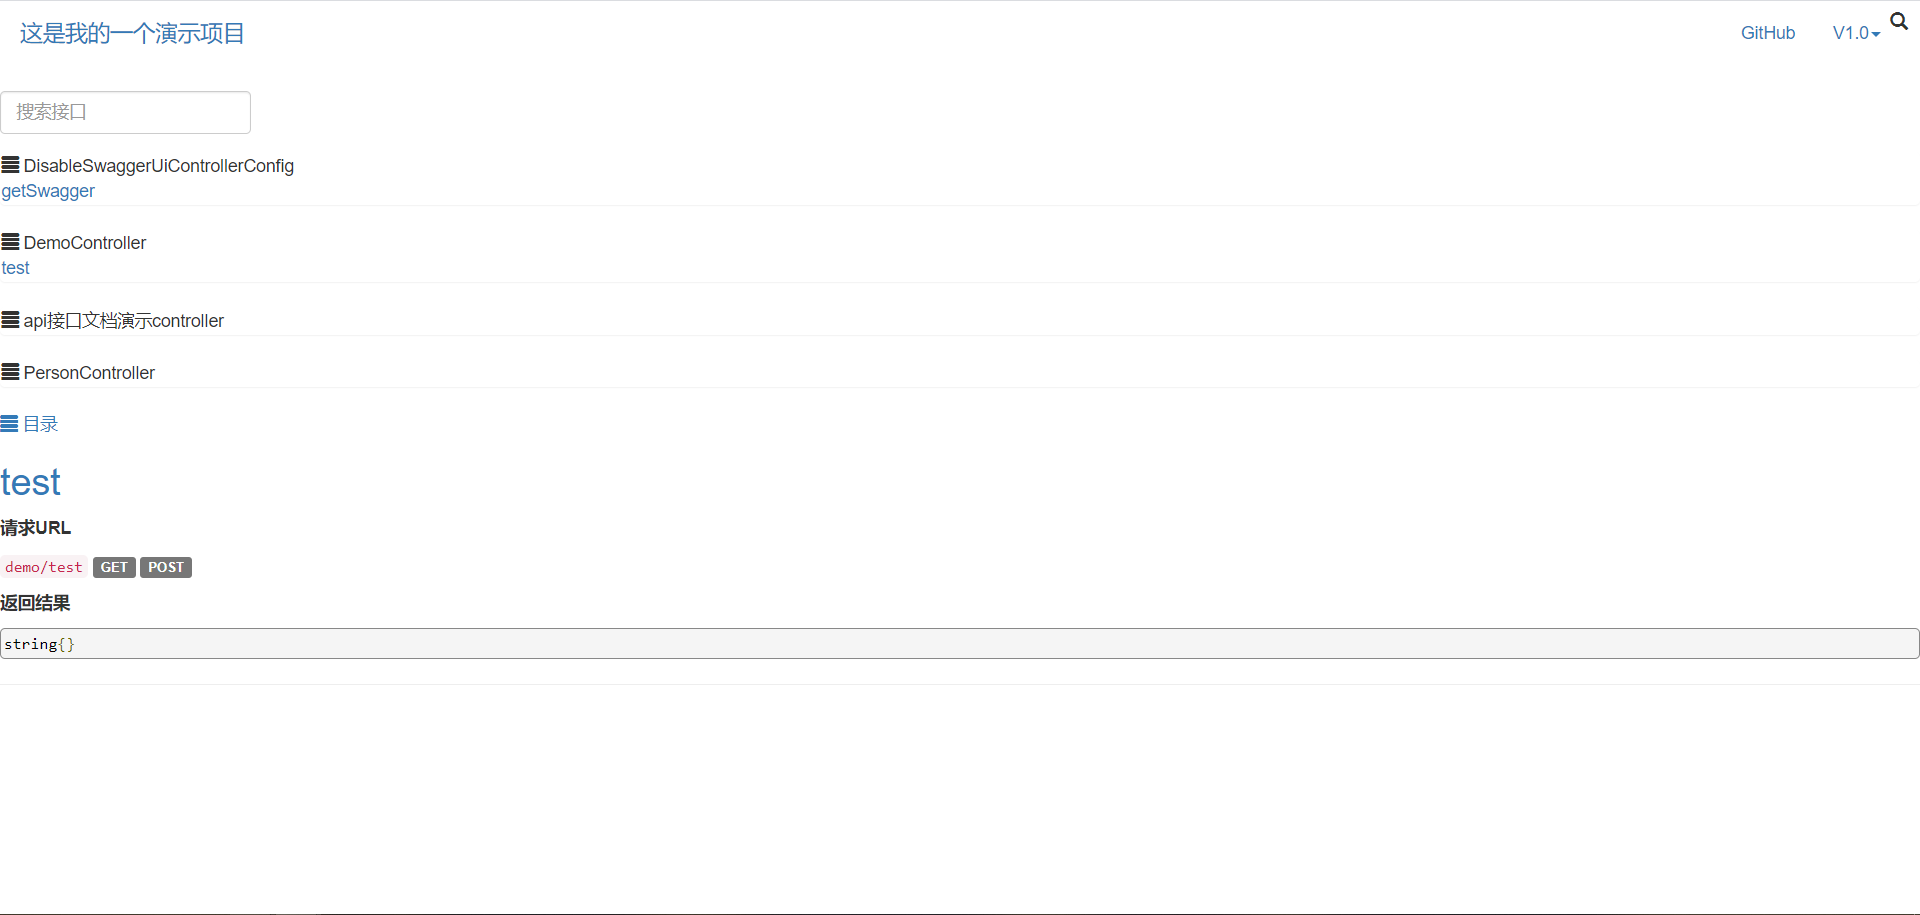 这是我的一个演示项目 GitHub V1.0
搜索接口
DisableSwaggerUiControllerConfig
getSwagger
DemoController
test
api接口文档演示controller
PersonController
目录
test
请求URL
demo/test GET POST
返回结果
string{}